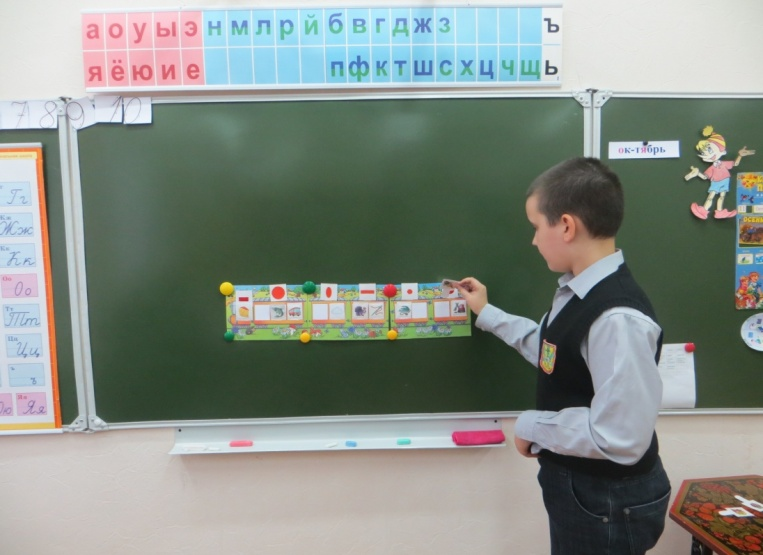 а о у ы э н м л р й б в г д ж з ъ
я ё ю и е п ф к т ш с х ц ч щ ь
7 8 9 10
ок-тябрь
Гг
Жж
Кк
Оо
Тт
Цц
ъ
Яя